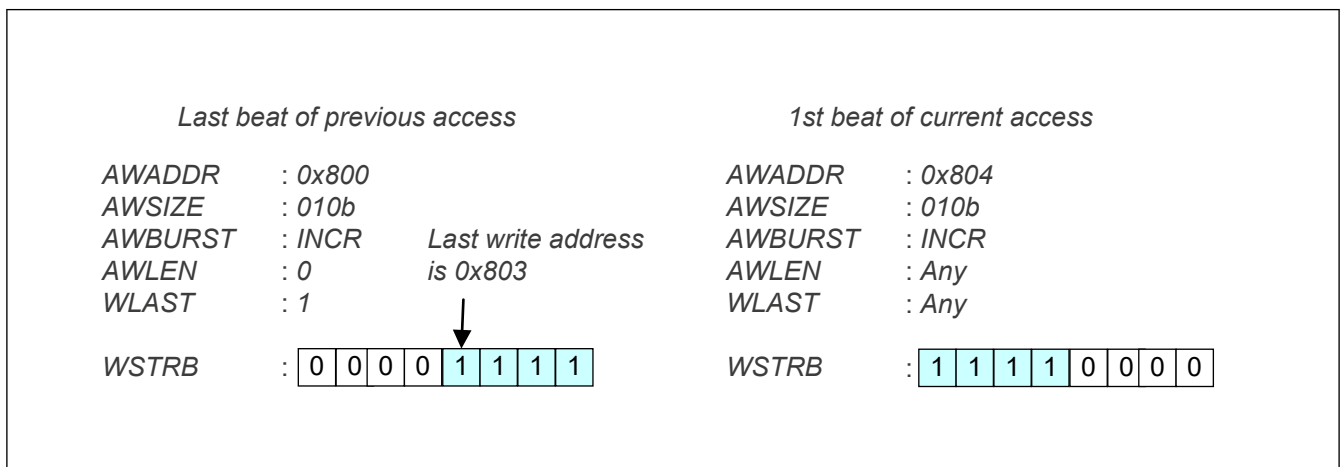 Last beat of previous access
AWADDR : 0x800
AWSIZE : 010b
AWBURST : INCR
AWLEN : 0
WLAST : 1
Last write address
is 0x803
WSTRB : 0 0 0 0 1 1 1 1
1st beat of current access
AWADDR : 0x804
AWSIZE : 010b
AWBURST : INCR
AWLEN : Any
WLAST : Any
WSTRB : 1 1 1 1 0 0 0 0